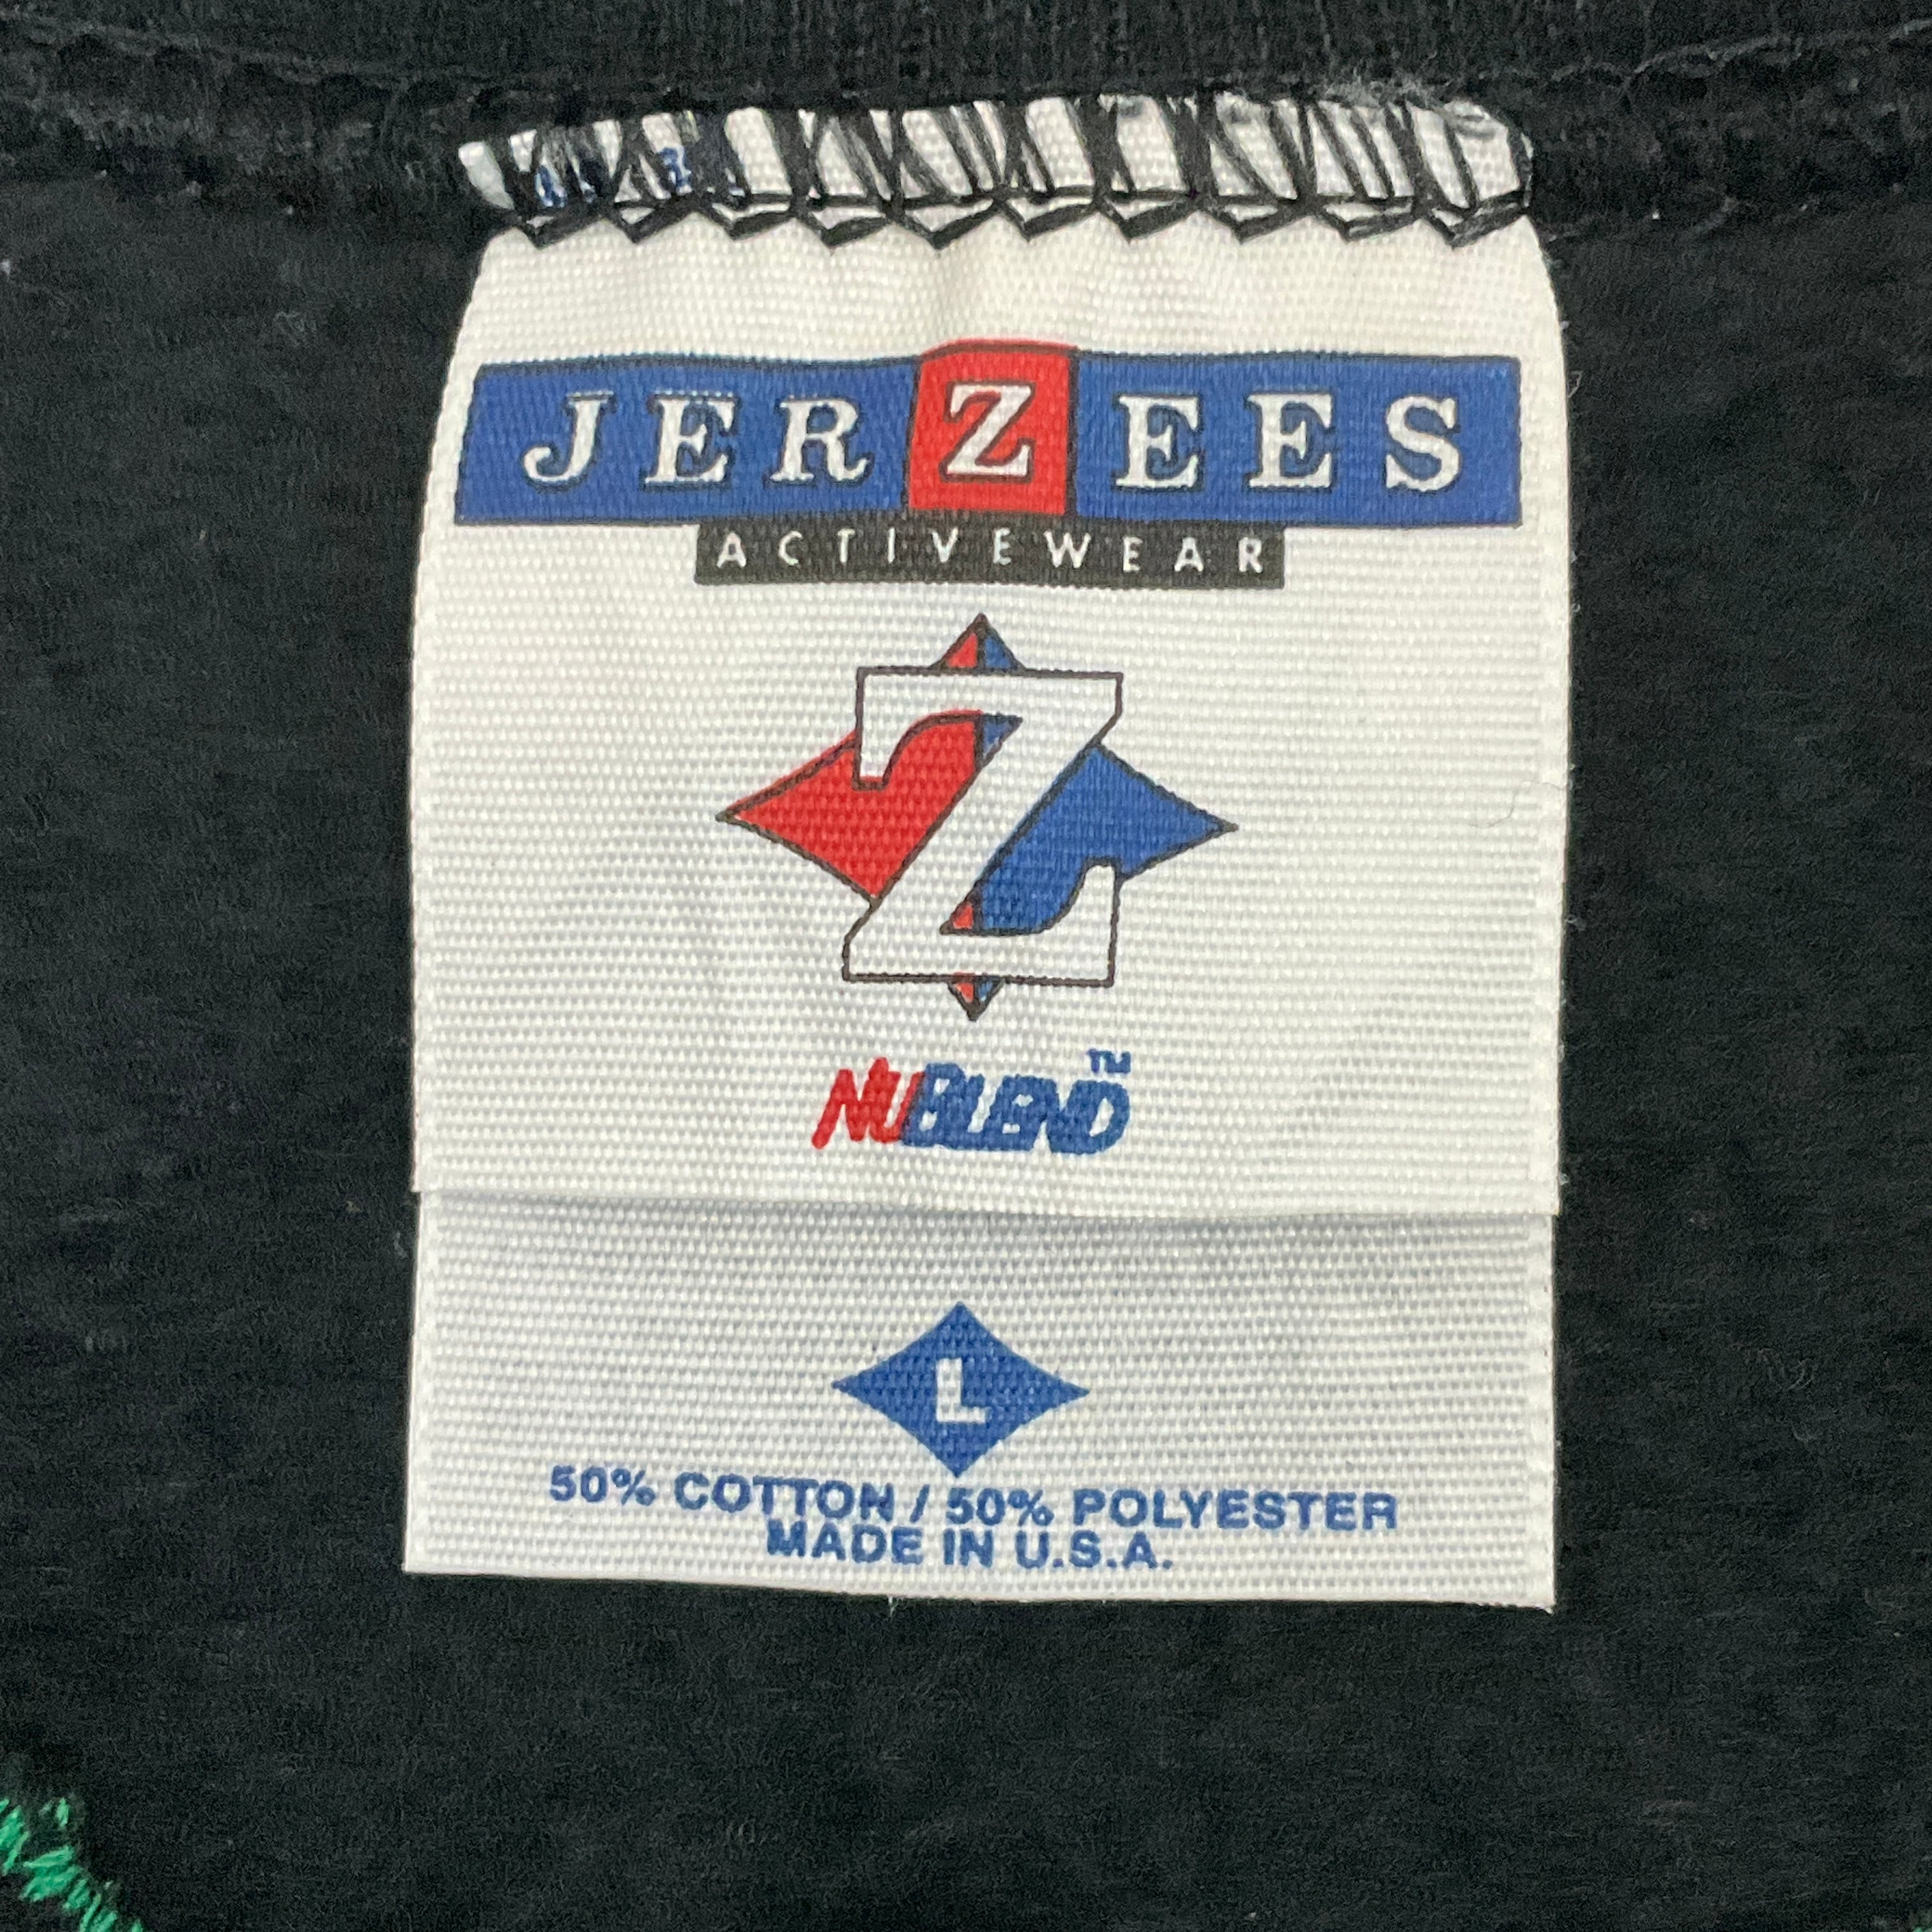 JERZEES
ACTIVEWEAR
Z
NUBLEND™
L
50% COTTON / 50% POLYESTER
MADE IN U.S.A.